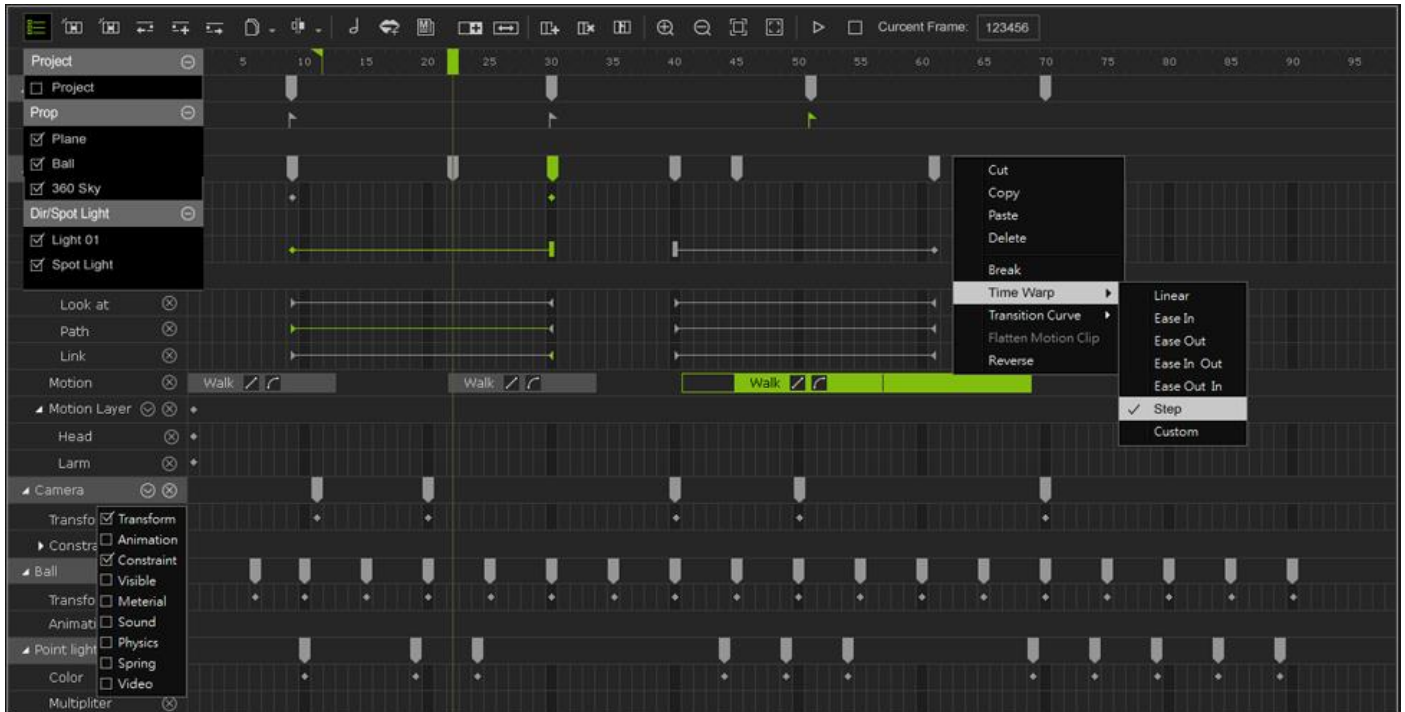 Curcent Frame: 123456
Project
5 10 15 20 25 30 35 40 45 50 55 60 65 70 75 80 85 90 95
Project
Prop
Plane
Ball
360 Sky
Dir/Spot Light
Light 01
Spot Light
Cut
Copy
Paste
Delete
Break
Time Warp
Transition Curve
Flatten Motion Clip
Reverse
Linear
Ease In
Ease Out
Ease In Out
Ease Out In
Step
Custom
Look at
Path
Link
Motion
Walk Walk Walk
Motion Layer
Head
Larm
Camera
Transfo
Constra
Ball
Transfo
Animati
Point light
Color
Multipliter
Transform
Animation
Constraint
Visible
Meterial
Sound
Physics
Spring
Video